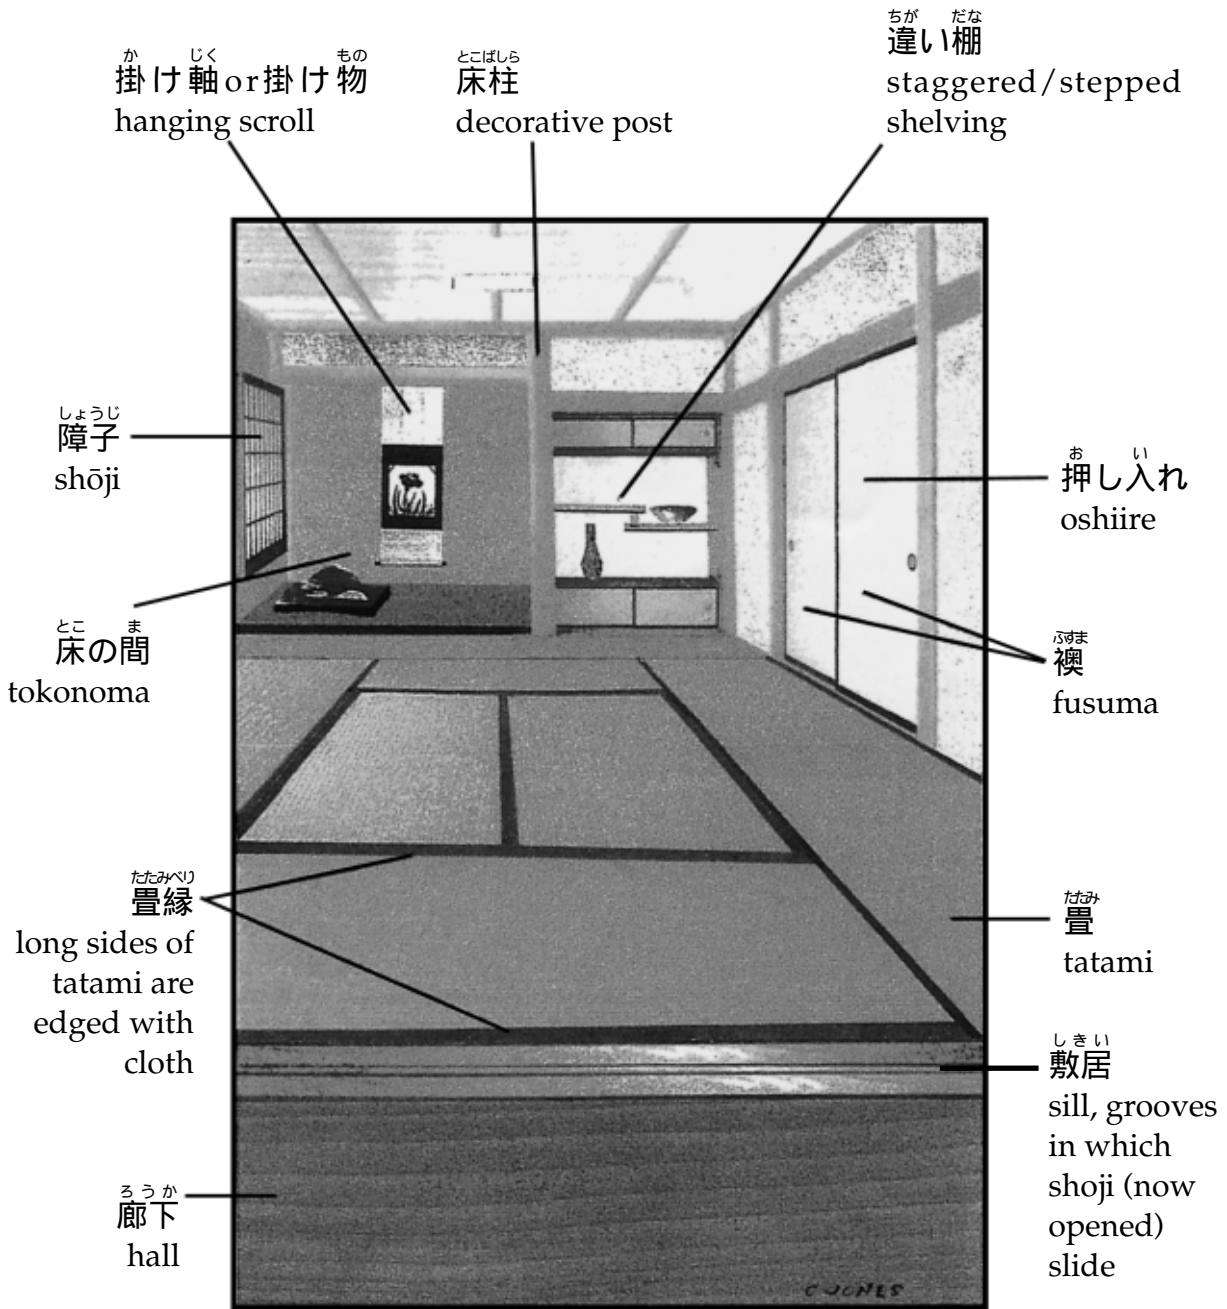 掛け軸or掛け物
hanging scroll
床柱
decorative post
違い棚
staggered/stepped
shelving
障子
shōji
床の間
tokonoma
押し入れ
oshiire
襖
fusuma
畳縁
long sides of
tatami are
edged with
cloth
畳
tatami
敷居
sill, grooves
in which
shoji (now
opened)
slide
廊下
hall
C JONES
か じく もの
とこばしら
ちが だな
しょうじ
とこ ま
お い
ふすま
たたみべり
たたみ
しきい
ろうか